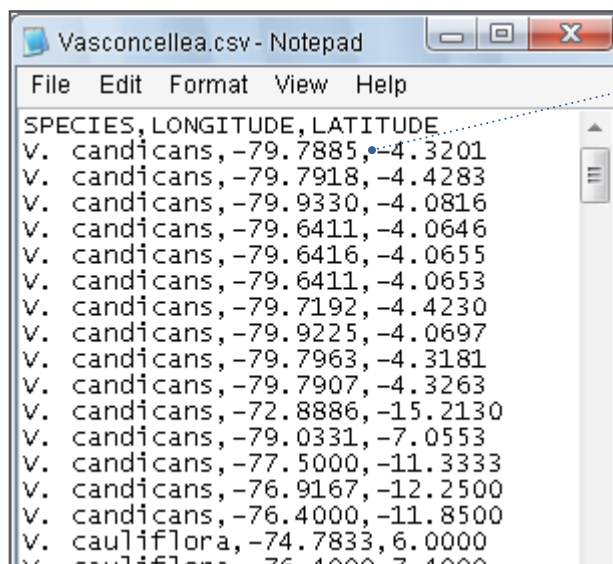 Vasconcellea.csv - Notepad
File Edit Format View Help
SPECIES,LONGITUDE,LATITUDE
V. candicans,-79.7885,-4.3201
V. candicans,-79.7918,-4.4283
V. candicans,-79.9330,-4.0816
V. candicans,-79.6411,-4.0646
V. candicans,-79.6416,-4.0655
V. candicans,-79.6411,-4.0653
V. candicans,-79.7192,-4.4230
V. candicans,-79.9225,-4.0697
V. candicans,-79.7963,-4.3181
V. candicans,-79.7907,-4.3263
V. candicans,-72.8886,-15.2130
V. candicans,-79.0331,-7.0553
V. candicans,-77.5000,-11.3333
V. candicans,-76.9167,-12.2500
V. candicans,-76.4000,-11.8500
V. cauliflora,-74.7833,6.0000